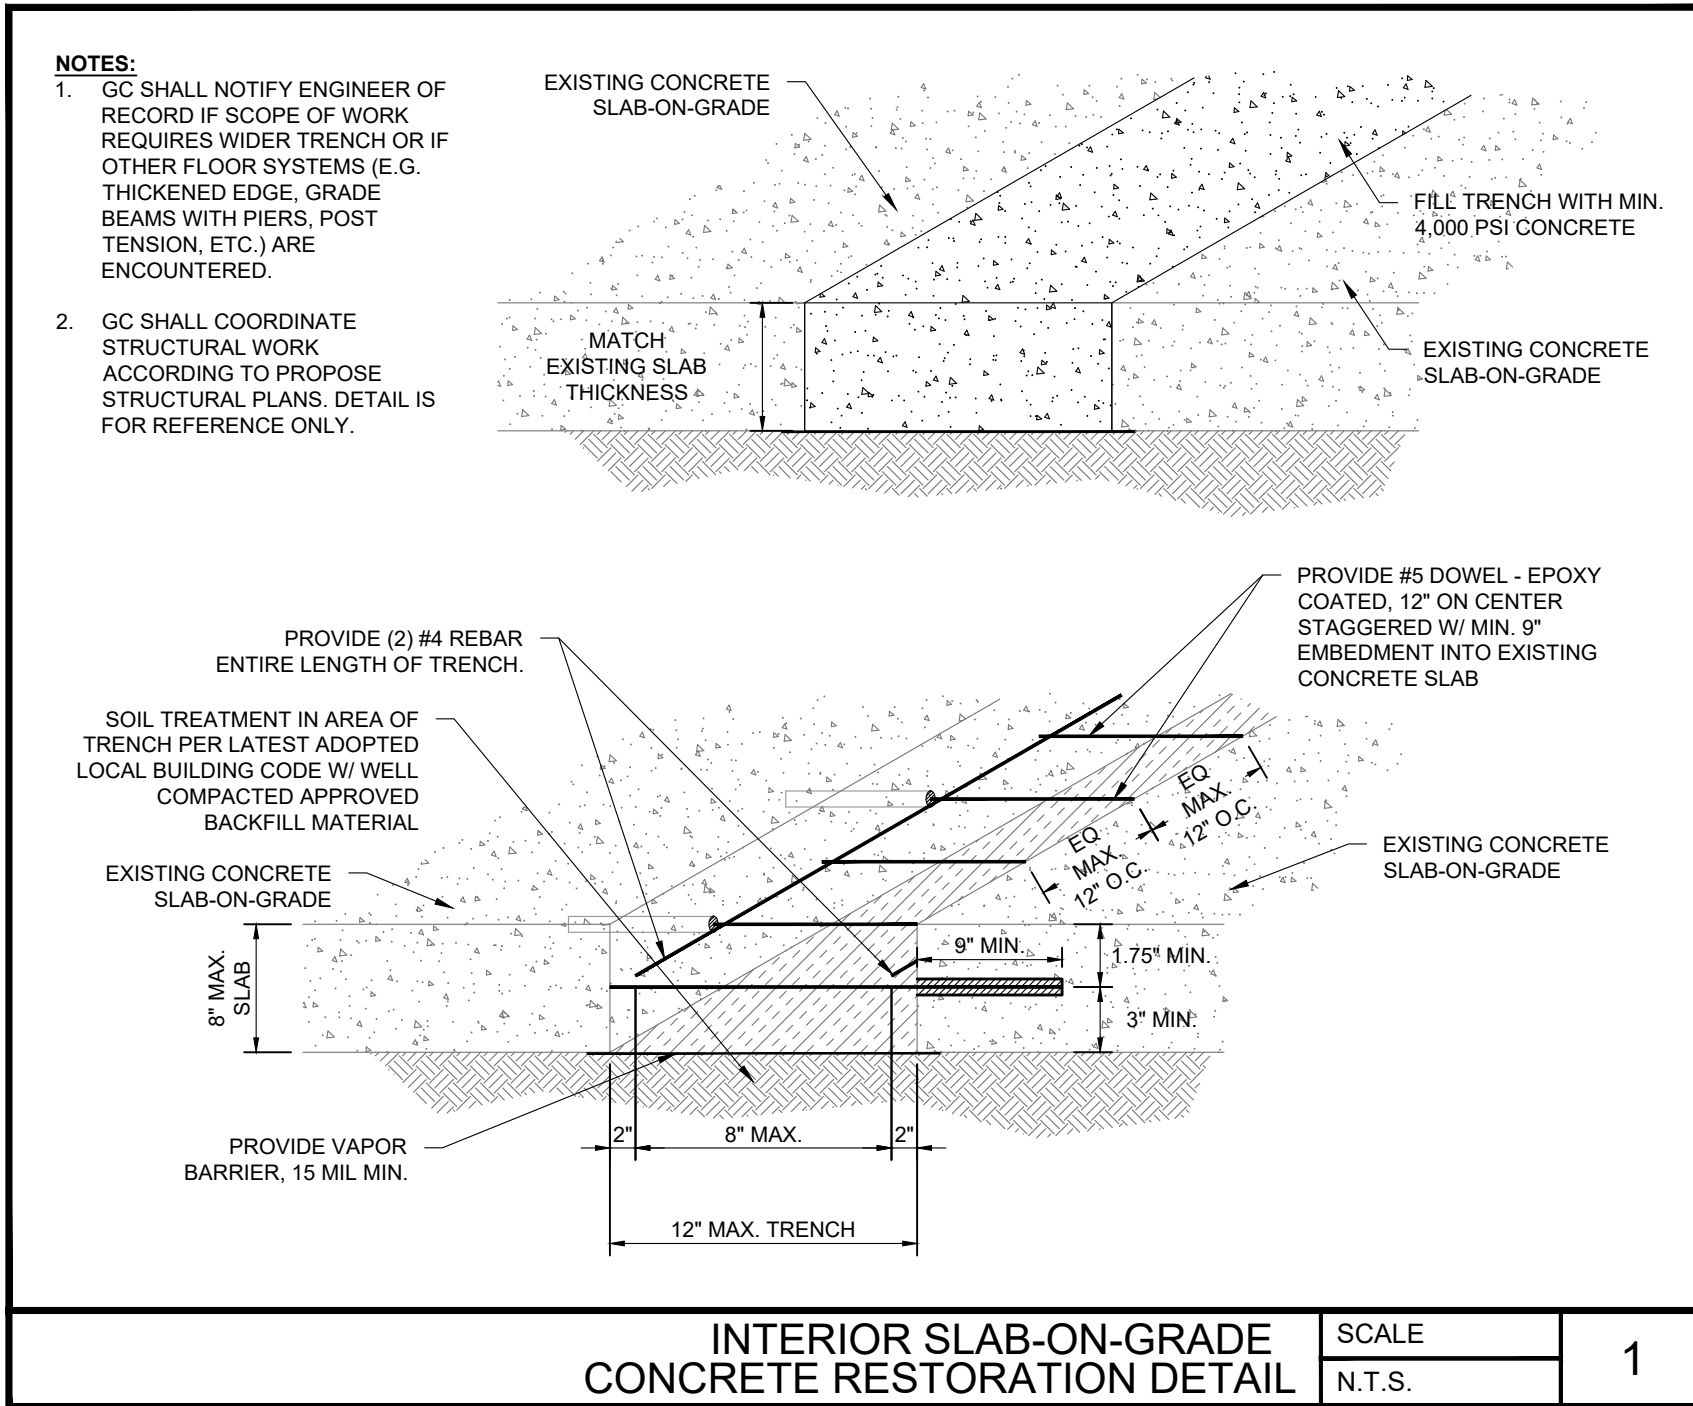 NOTES:
1. GC SHALL NOTIFY ENGINEER OF
RECORD IF SCOPE OF WORK
REQUIRES WIDER TRENCH OR IF
OTHER FLOOR SYSTEMS (E.G.
THICKENED EDGE, GRADE
BEAMS WITH PIERS, POST
TENSION, ETC.) ARE
ENCOUNTERED.
2. GC SHALL COORDINATE
STRUCTURAL WORK
ACCORDING TO PROPOSE
STRUCTURAL PLANS. DETAIL IS
FOR REFERENCE ONLY.
EXISTING CONCRETE
SLAB-ON-GRADE
FILL TRENCH WITH MIN.
4,000 PSI CONCRETE
MATCH
EXISTING SLAB
THICKNESS
EXISTING CONCRETE
SLAB-ON-GRADE
PROVIDE #5 DOWEL - EPOXY
COATED, 12" ON CENTER
STAGGERED W/ MIN. 9"
EMBEDMENT INTO EXISTING
CONCRETE SLAB
PROVIDE (2) #4 REBAR
ENTIRE LENGTH OF TRENCH.
SOIL TREATMENT IN AREA OF
TRENCH PER LATEST ADOPTED
LOCAL BUILDING CODE W/ WELL
COMPACTED APPROVED
BACKFILL MATERIAL
EQ
MAX.
12" O.C.
EQ
MAX.
12" O.C.
EXISTING CONCRETE
SLAB-ON-GRADE
EXISTING CONCRETE
SLAB-ON-GRADE
8" MAX.
SLAB
9" MIN.
1.75" MIN.
3" MIN.
PROVIDE VAPOR
BARRIER, 15 MIL MIN.
2"
8" MAX.
2"
12" MAX. TRENCH
INTERIOR SLAB-ON-GRADE
CONCRETE RESTORATION DETAIL
SCALE
N.T.S.
1